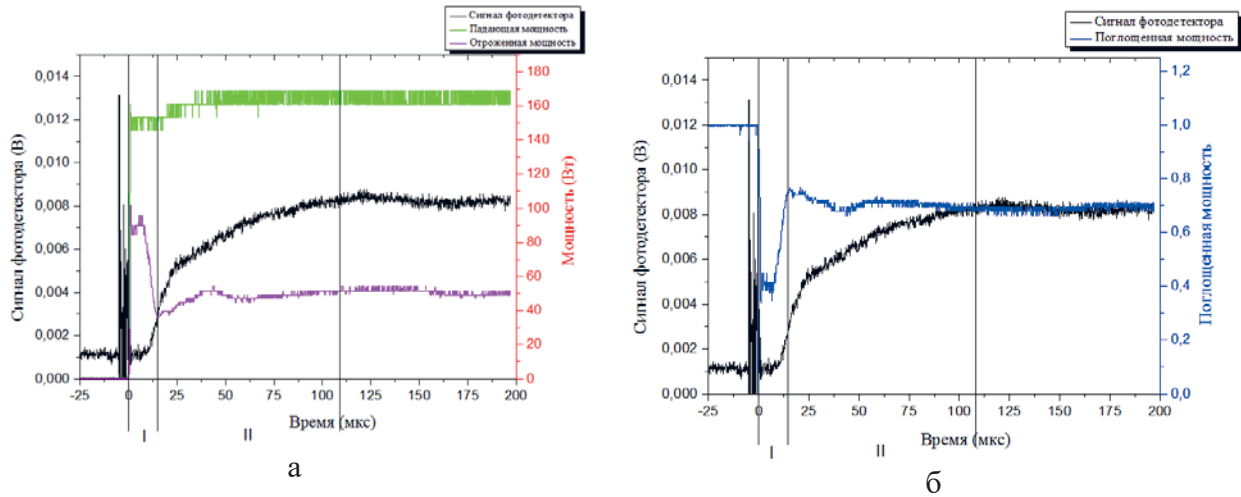 Сигнал фотодетектора
Падающая мощность
Отроженная мощность
Сигнал фотодетектора (В)
0,014
0,012
0,010
0,008
0,006
0,004
0,002
0,000
180
160
140
120
100
80
60
40
20
0
Мощность (Вт)
-25 0 25 50 75 100 125 150 175 200
Время (мкс)
I II
а
Сигнал фотодетектора
Поглощенная мощность
Сигнал фотодетектора (В)
0,014
0,012
0,010
0,008
0,006
0,004
0,002
0,000
1,2
1,0
0,8
0,6
0,4
0,2
0,0
Поглощенная мощность
-25 0 25 50 75 100 125 150 175 200
Время (мкс)
I II
б